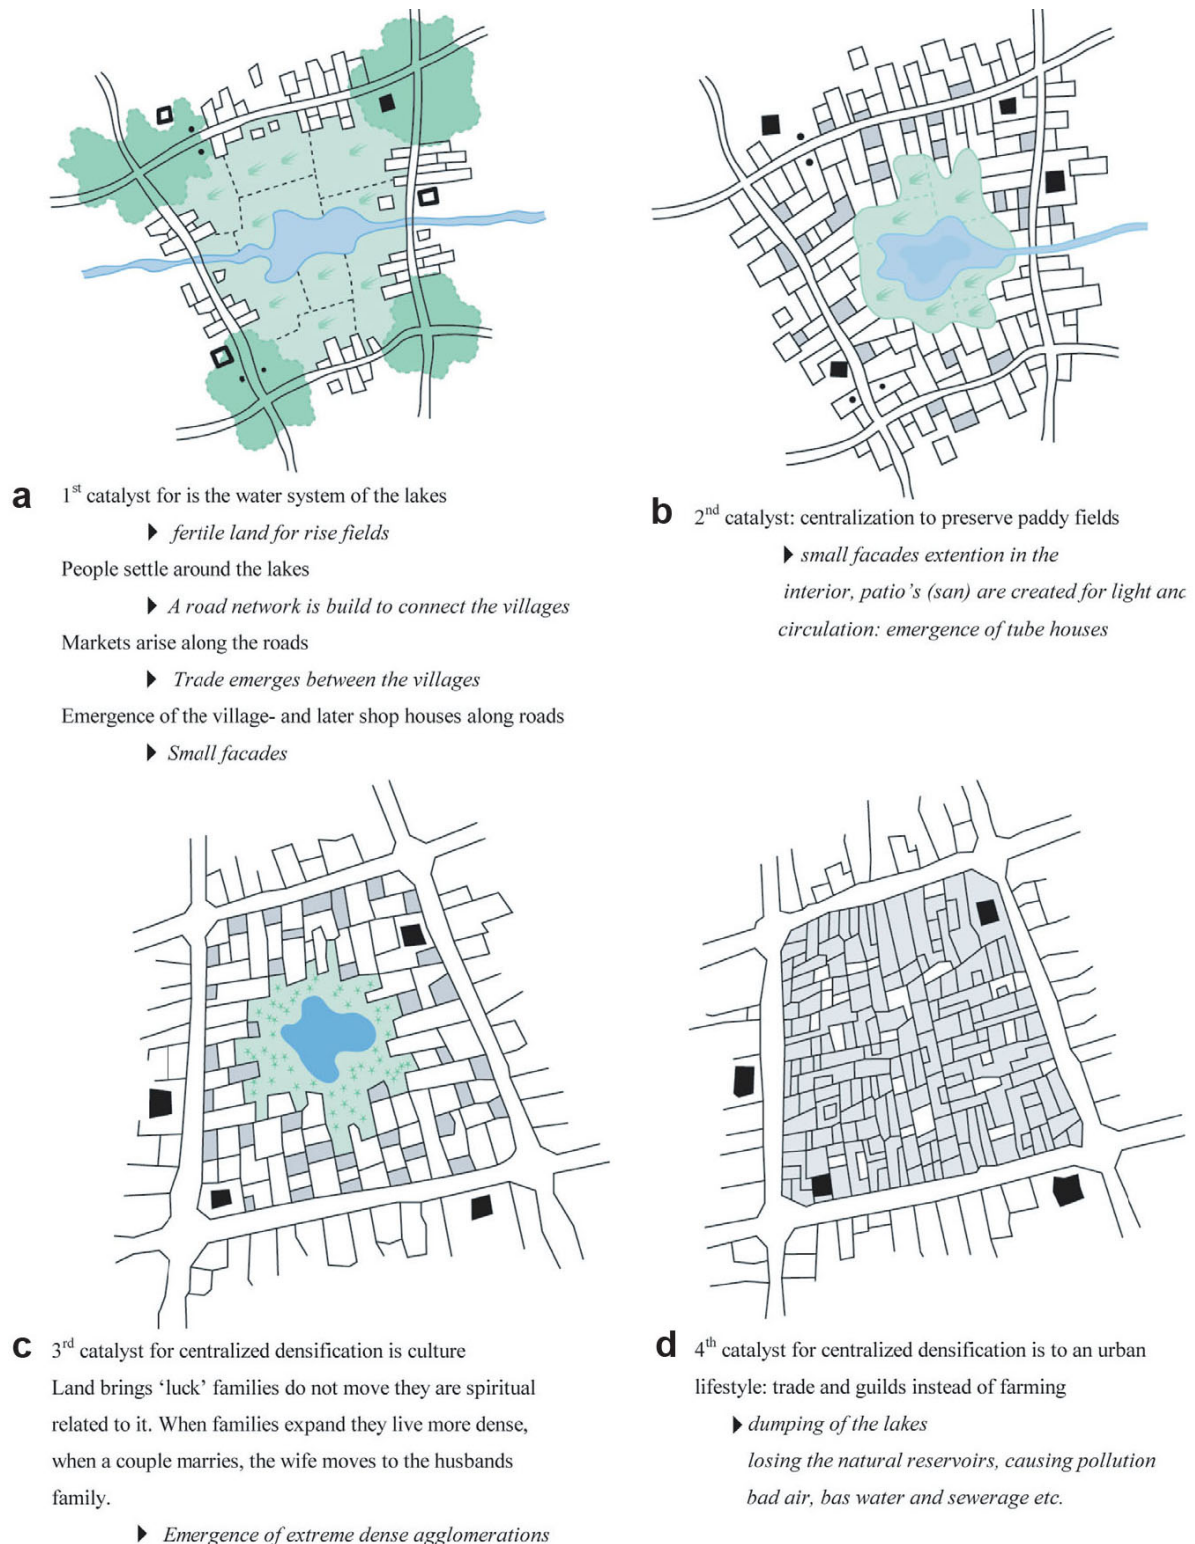 a 1st catalyst for is the water system of the lakes
fertile land for rise fields
People settle around the lakes
A road network is build to connect the villages
Markets arise along the roads
Trade emerges between the villages
Emergence of the village- and later shop houses along roads
Small facades
b 2nd catalyst: centralization to preserve paddy fields
small facades extention in the
interior, patio's (san) are created for light anc
circulation: emergence of tube houses
c 3rd catalyst for centralized densification is culture
Land brings ‘luck’ families do not move they are spiritual
related to it. When families expand they live more dense,
when a couple marries, the wife moves to the husbands
family.
Emergence of extreme dense agglomerations
d 4th catalyst for centralized densification is to an urban
lifestyle: trade and guilds instead of farming
dumping of the lakes
losing the natural reservoirs, causing pollution
bad air, bas water and sewerage etc.